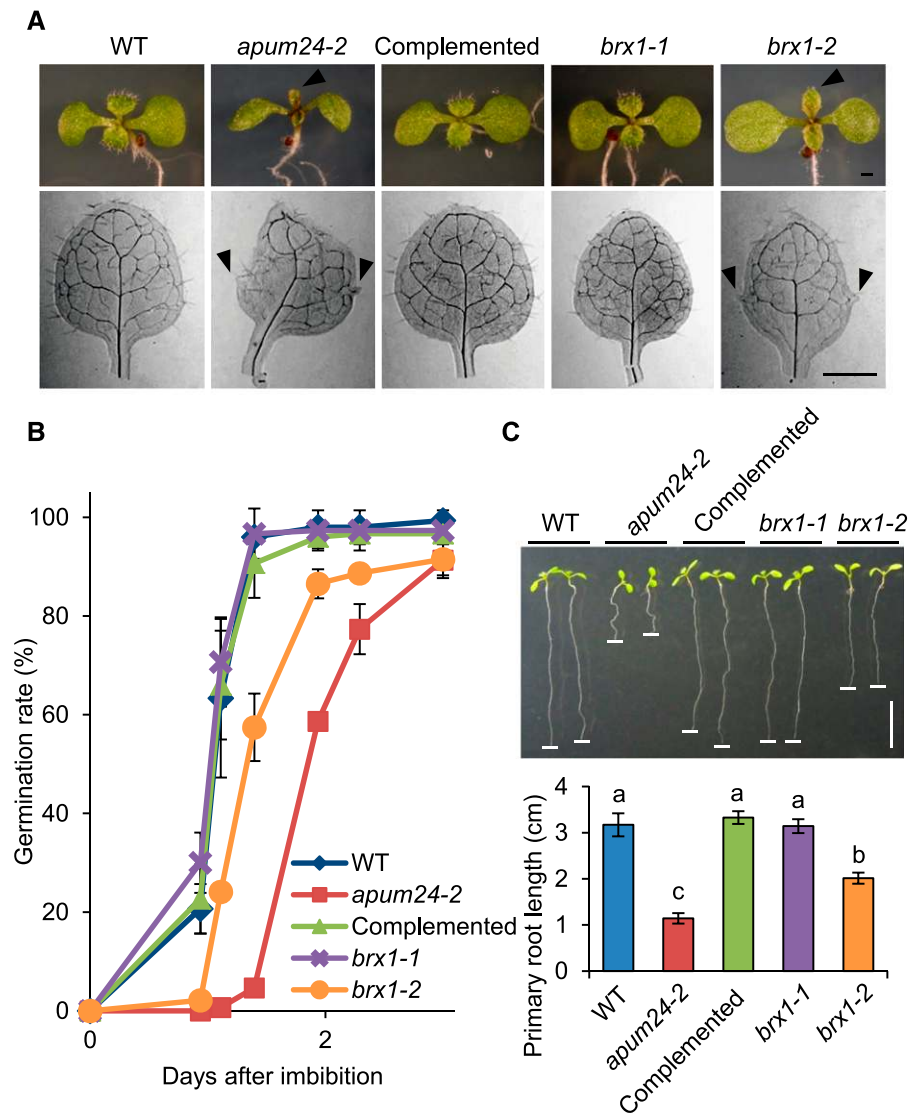 A
WT apum24-2 Complemented brx1-1 brx1-2
B
100
80
60
40
20
0
Germination rate (%)
0 2
Days after imbibition
WT
apum24-2
Complemented
brx1-1
brx1-2
C
WT apum24-2 Complemented brx1-1 brx1-2
4
3
2
1
0
Primary root length (cm)
a c a a b
WT apum24-2 Complemented brx1-1 brx1-2